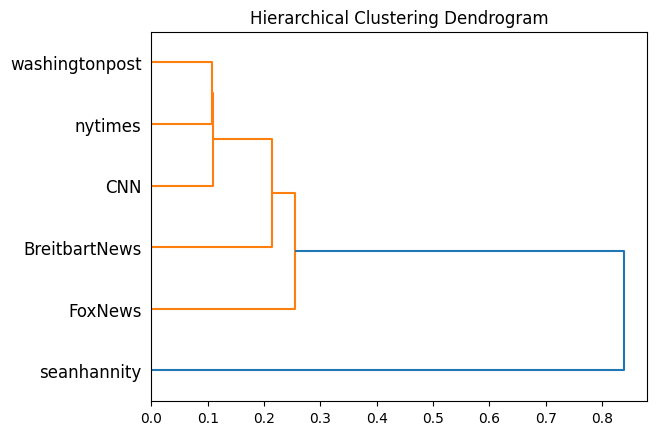 Hierarchical Clustering Dendrogram
washingtonpost
nytimes
CNN
BreitbartNews
FoxNews
seanhannity
0.0 0.1 0.2 0.3 0.4 0.5 0.6 0.7 0.8